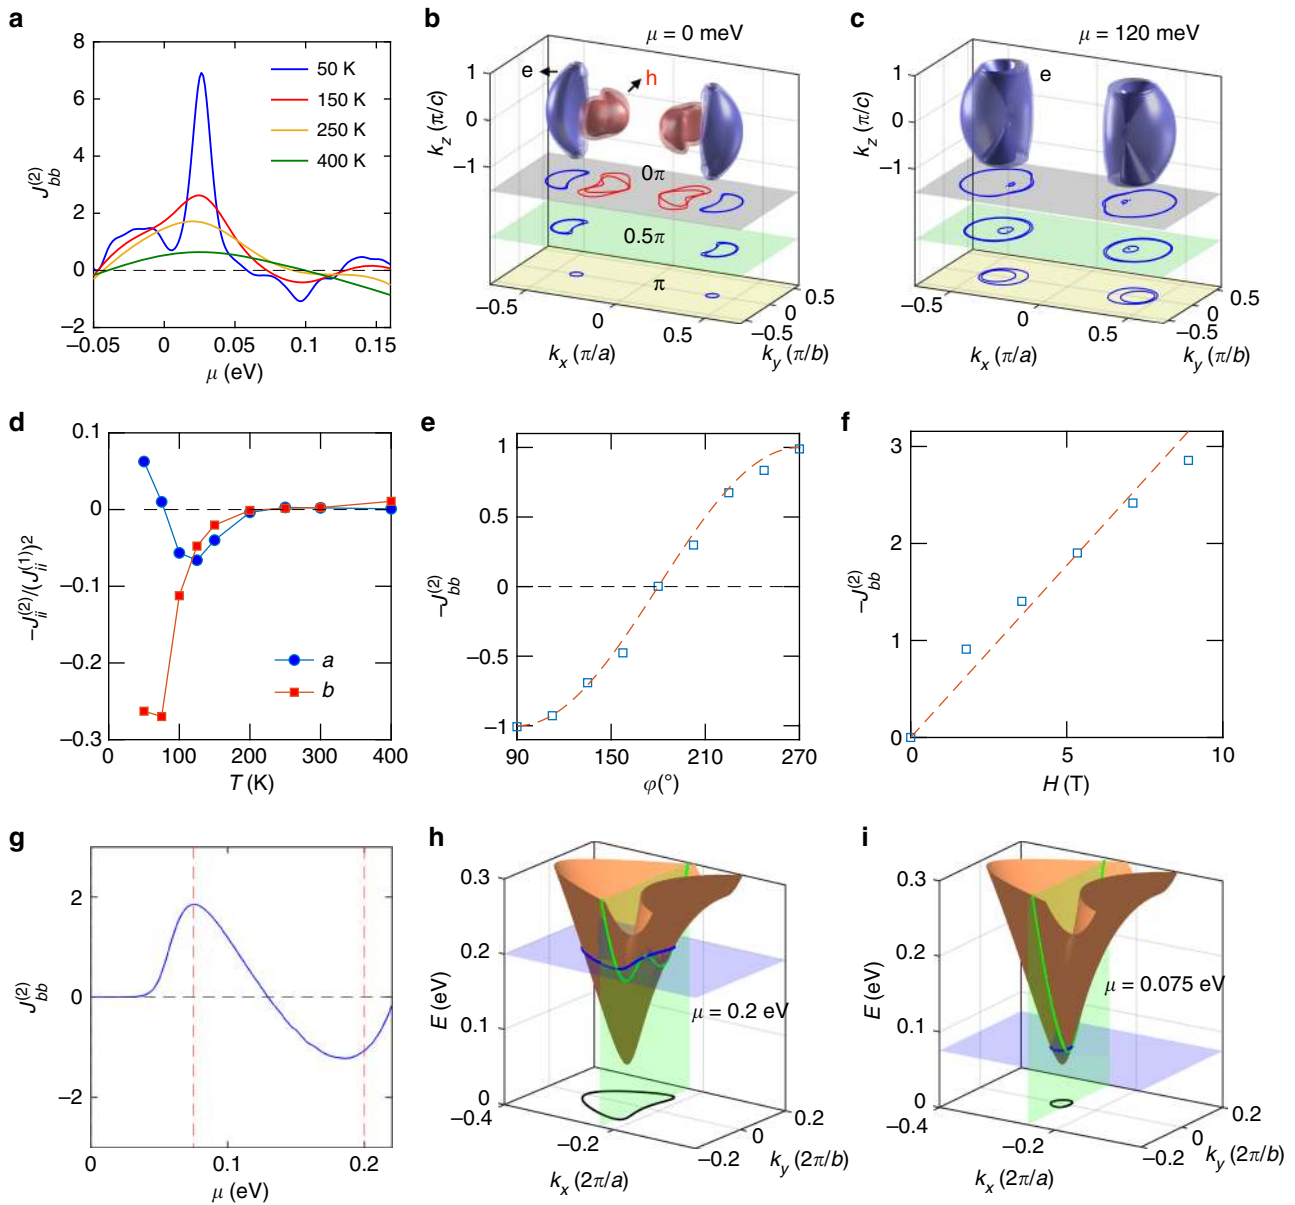 a
8
6
4
2
0
−2
−0.05
0
0.05
0.1
0.15
J_bb^(2)
μ (eV)
50 K
150 K
250 K
400 K
b
μ = 0 meV
e
h
1
0
−1
k_z (π/c)
0π
0.5π
π
−0.5
0
0.5
k_x (π/a)
0.5
0
−0.5
k_y (π/b)
c
μ = 120 meV
e
1
0
−1
k_z (π/c)
−0.5
0
0.5
k_x (π/a)
0.5
0
−0.5
k_y (π/b)
d
0.1
0
−0.1
−0.2
−0.3
−J_ii^(2)/(J_ii^(1))^2
0
100
200
300
400
T (K)
a
b
e
1
0.5
0
−0.5
−1
−J_bb^(2)
90
150
210
270
φ(°)
f
3
2
1
0
−J_bb^(2)
0
5
10
H (T)
g
2
0
−2
J_bb^(2)
0
0.1
0.2
μ (eV)
h
0.3
0.2
0.1
0
E (eV)
μ = 0.2 eV
−0.4
−0.2
k_x (2π/a)
0.2
0
−0.2
k_y (2π/b)
i
0.3
0.2
0.1
0
E (eV)
μ = 0.075 eV
−0.4
−0.2
k_x (2π/a)
0.2
0
−0.2
k_y (2π/b)